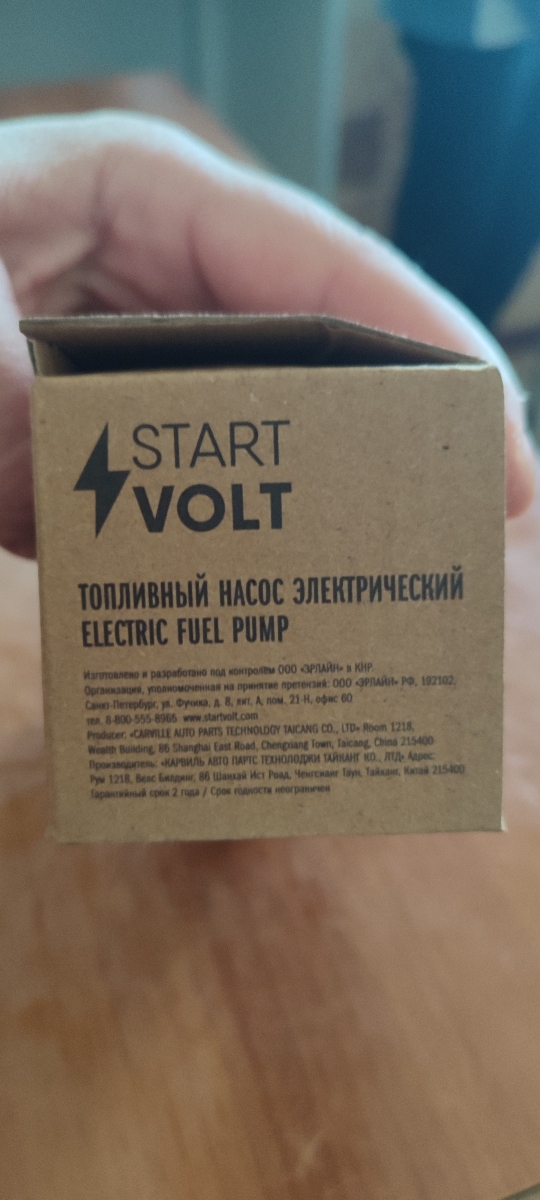 START
VOLT
ТОПЛИВНЫЙ НАСОС ЭЛЕКТРИЧЕСКИЙ
ELECTRIC FUEL PUMP
Изготовлено и разработано под контролем ООО «ЭРЛАЙН» в КНР.
Организация, уполномоченная на принятие претензий: ООО «ЭРЛАЙН» РФ, 192102,
Санкт-Петербург, ул. Фучика, д. 8, лит. А, пом. 21-Н, офис 60
тел. 8-800-555-8965 www.startvolt.com
Producer: «CARVILLE AUTO PARTS TECHNOLOGY TAICANG CO., LTD» Room 1218,
Wealth Building, 86 Shanghai East Road, Chengxiang Town, Taicang, China 215400
Производитель: «КАРВИЛЬ АВТО ПАРТС ТЕХНОЛОДЖИ ТАЙКАНГ КО., ЛТД» Адрес:
Рум 1218, Велс Билдинг, 86 Шанхай Ист Роад, Ченгсианг Таун, Тайканг, Китай 215400
Гарантийный срок 2 года / Срок годности неограничен